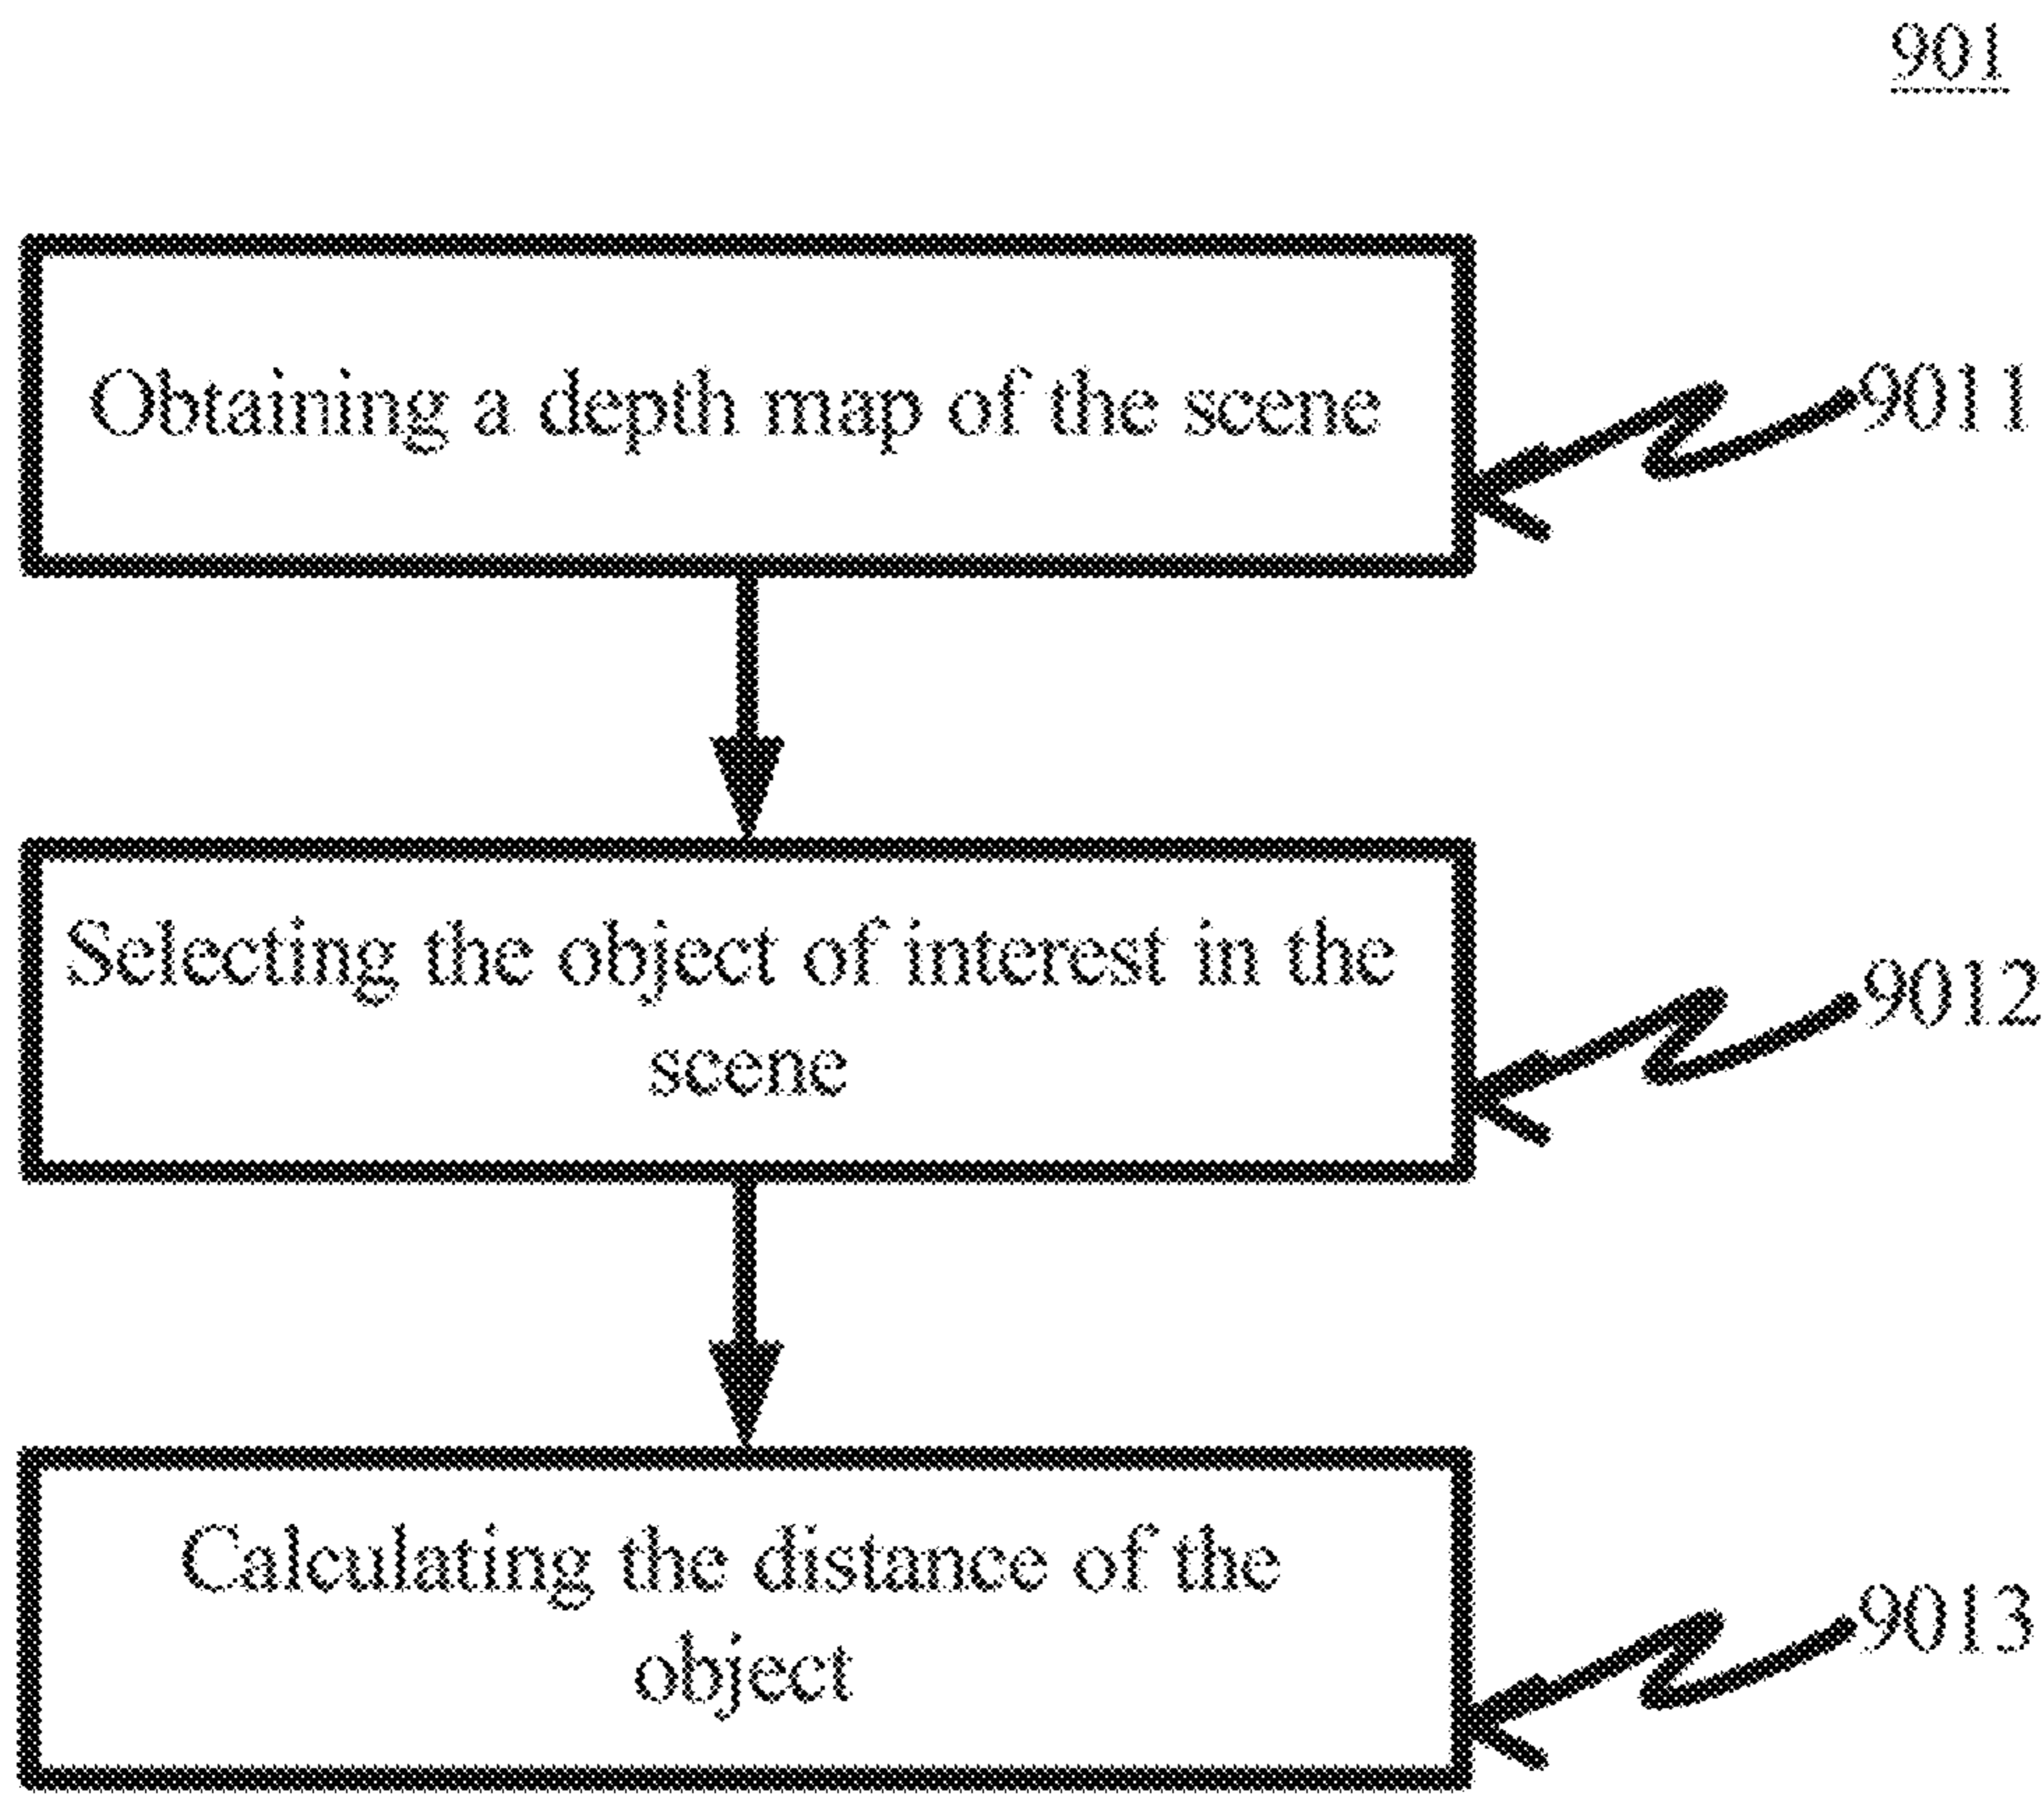 901
Obtaining a depth map of the scene
9011
Selecting the object of interest in the
scene
9012
Calculating the distance of the
object
9013